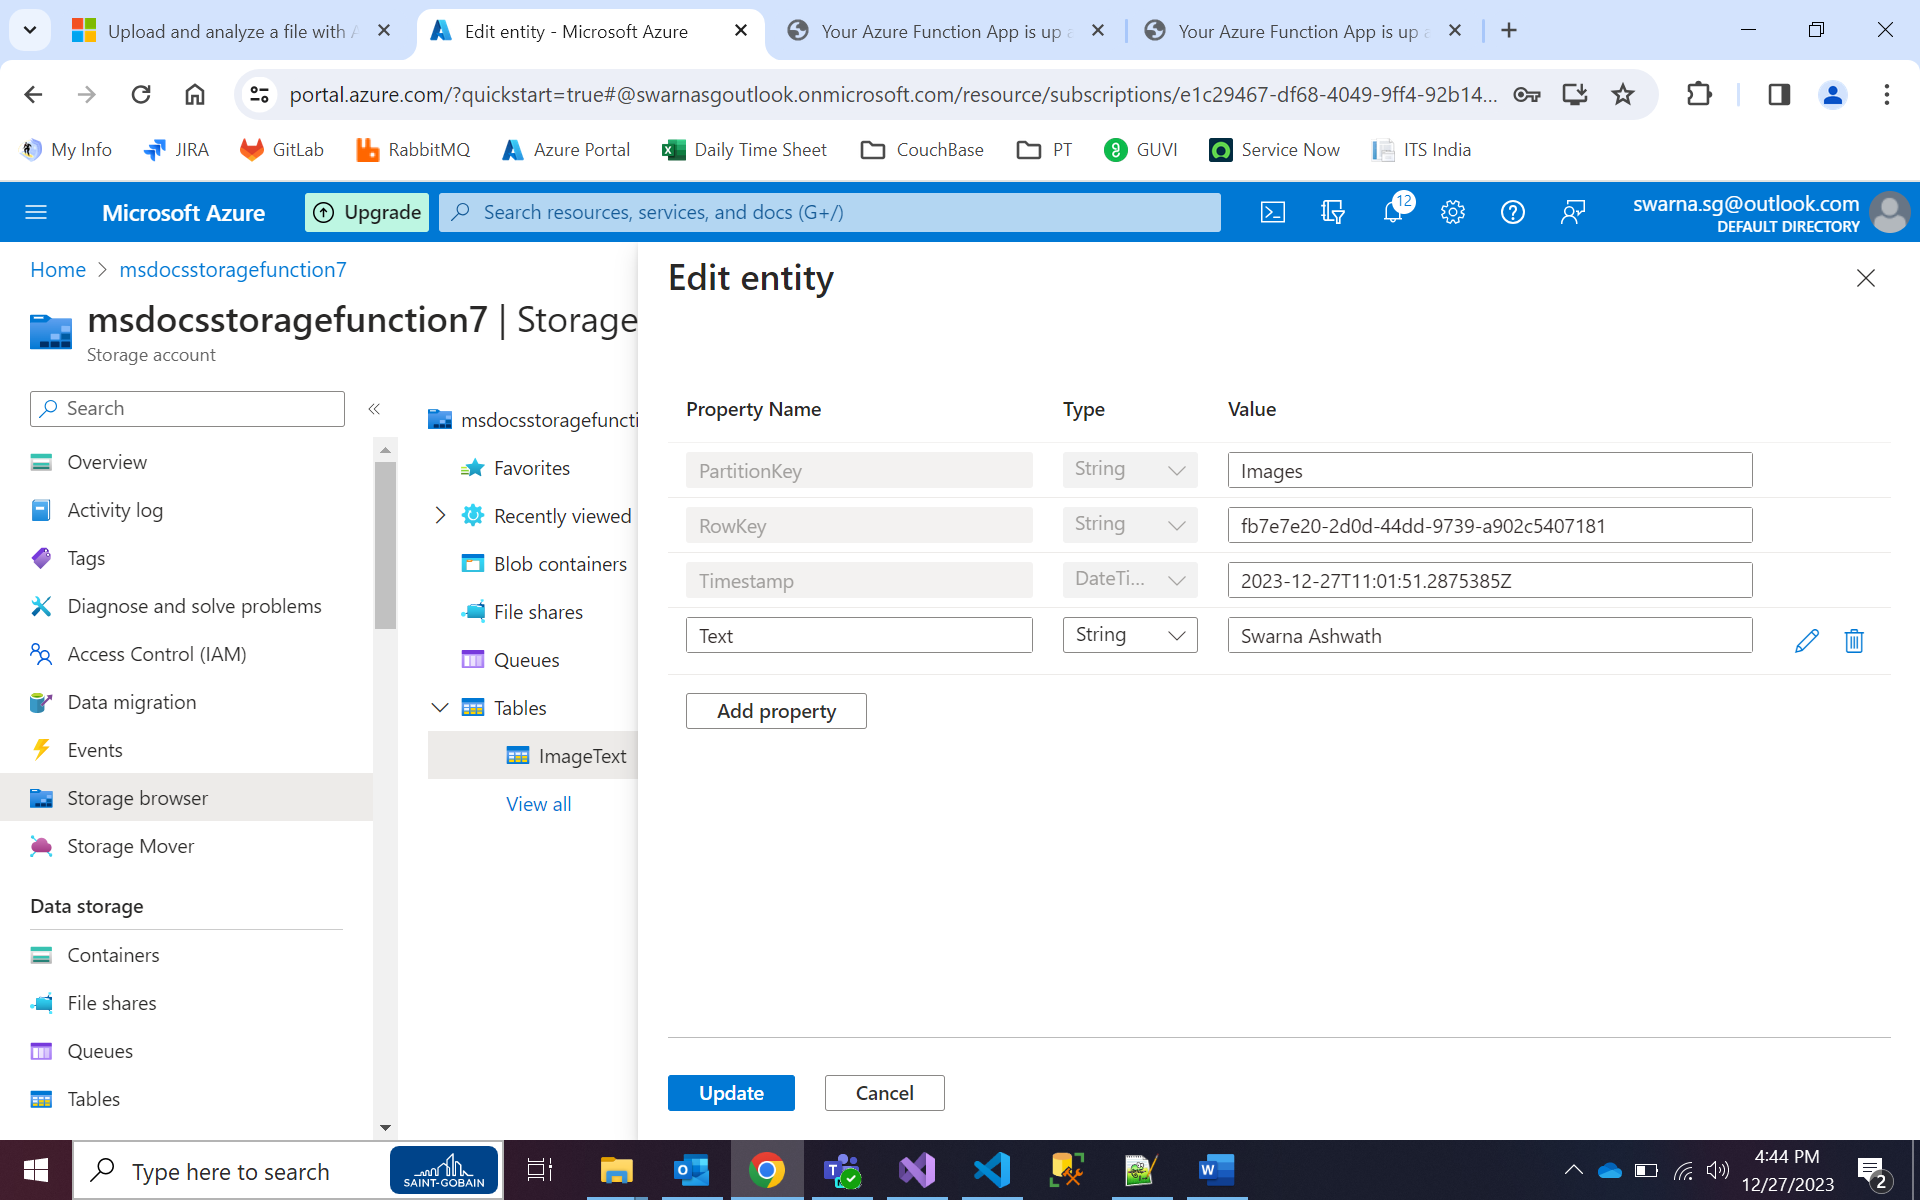 Upload and analyze a file with A
Edit entity - Microsoft Azure
Your Azure Function App is up a
Your Azure Function App is up a
portal.azure.com/?quickstart=true#@swarnasgoutlook.onmicrosoft.com/resource/subscriptions/e1c29467-df68-4049-9ff4-92b14...
My Info JIRA GitLab RabbitMQ Azure Portal Daily Time Sheet CouchBase PT GUVI Service Now ITS India
Microsoft Azure Upgrade Search resources, services, and docs (G+/) 12 swarna.sg@outlook.com
DEFAULT DIRECTORY
Home > msdocsstoragefunction7
msdocsstoragefunction7 | Storage
Storage account
Search
Overview
Activity log
Tags
Diagnose and solve problems
Access Control (IAM)
Data migration
Events
Storage browser
Storage Mover
Data storage
Containers
File shares
Queues
Tables
msdocsstoragefuncti
Favorites
Recently viewed
Blob containers
File shares
Queues
Tables
ImageText
View all
Edit entity
Property Name Type Value
PartitionKey String Images
RowKey String fb7e7e20-2d0d-44dd-9739-a902c5407181
Timestamp DateTi... 2023-12-27T11:01:51.2875385Z
Text String Swarna Ashwath
Add property
Update Cancel
Type here to search SAINT-GOBAIN
4:44 PM
12/27/2023
2